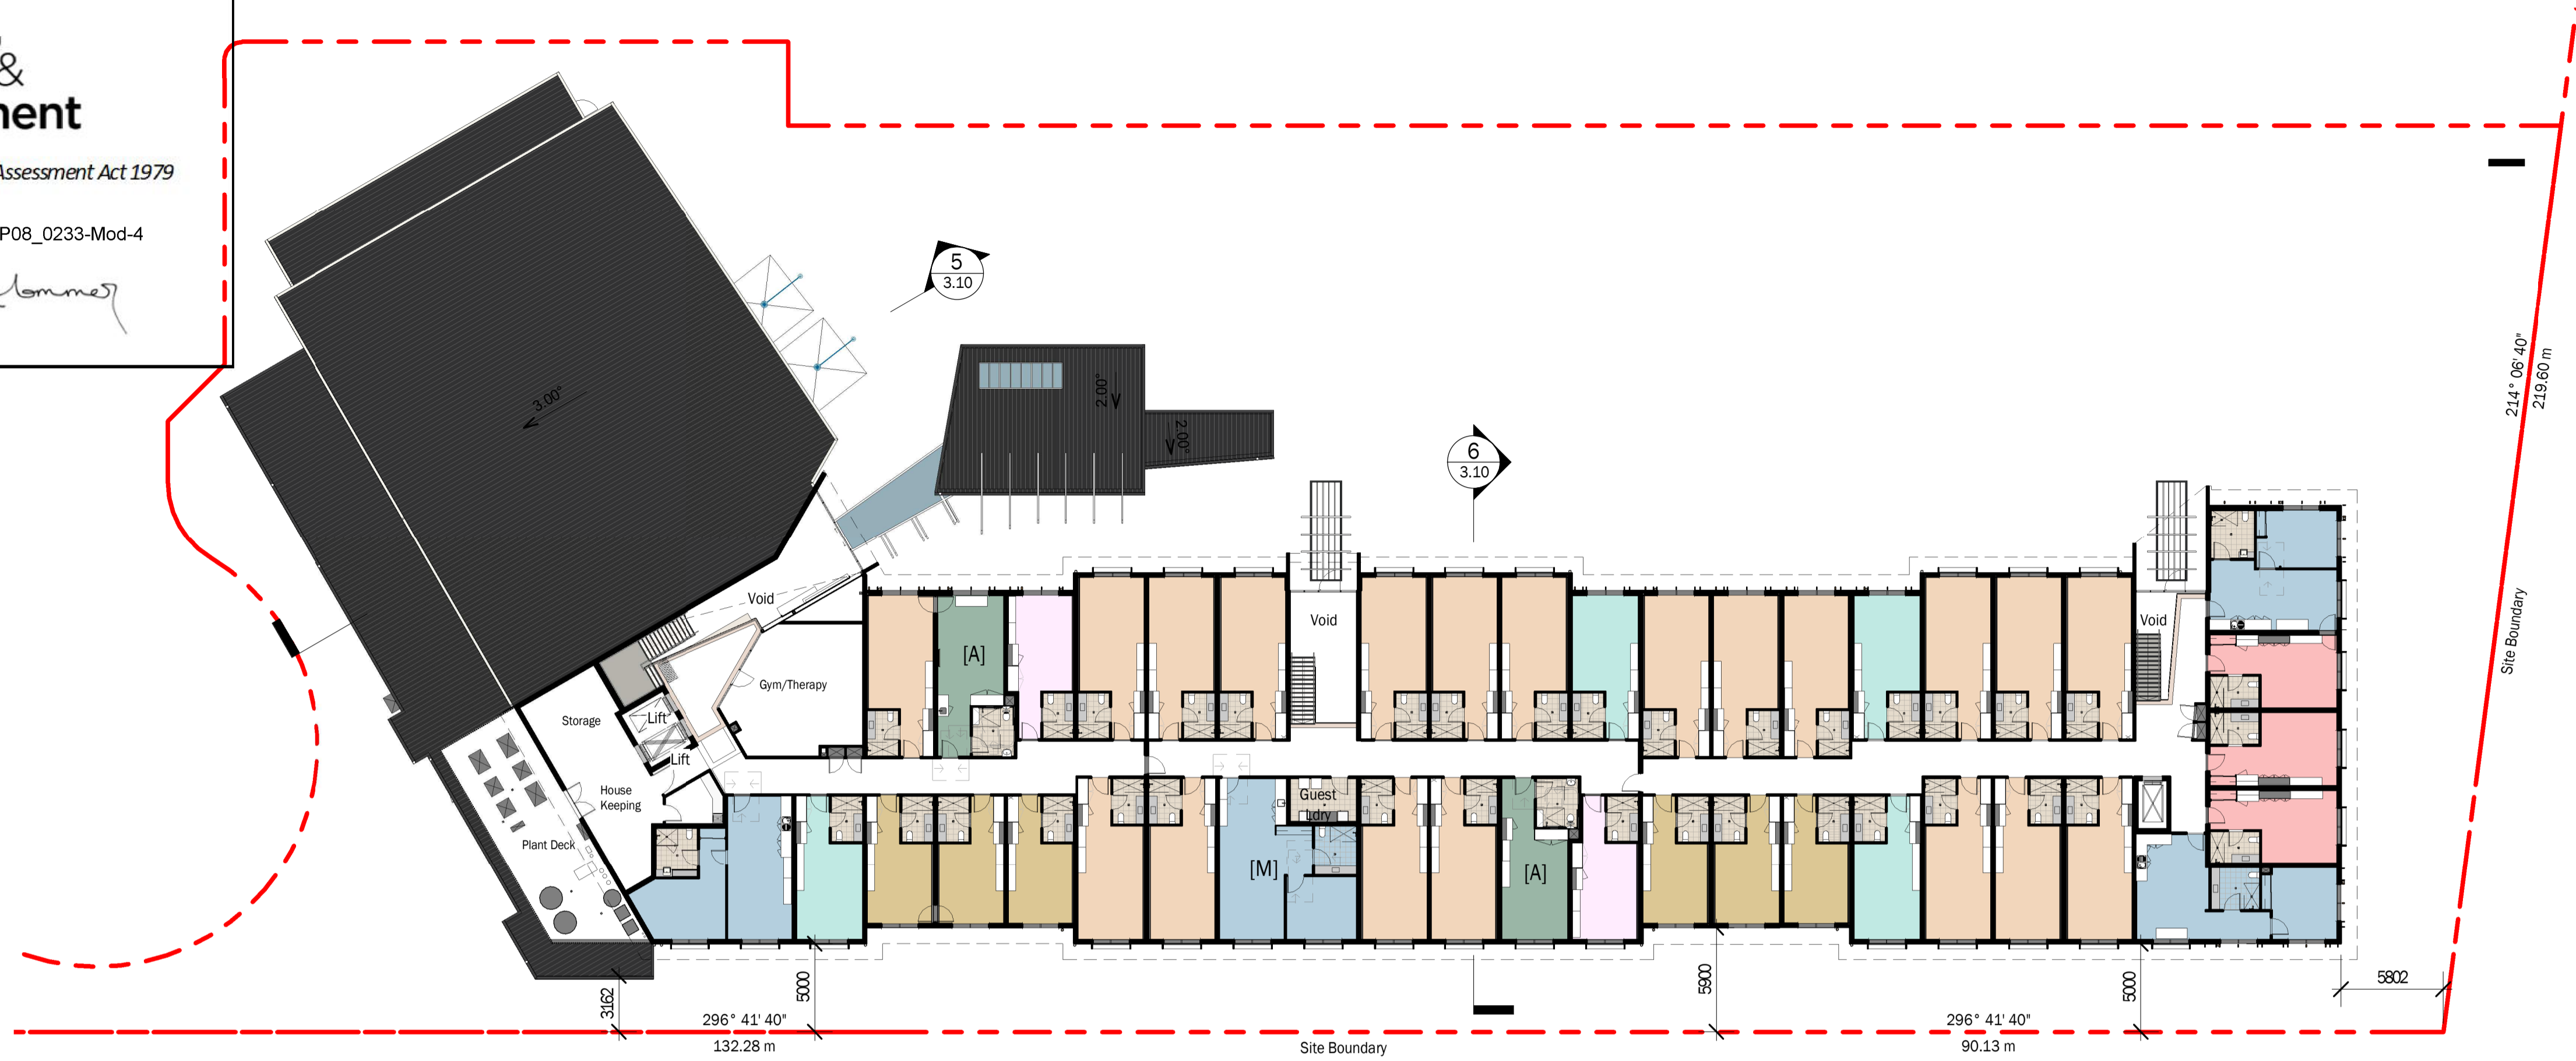 &
nent
Assessment Act 1979
P08_0233-Mod-4
5
3.10
3.00°
2.00°
2.00°
6
3.10
214° 06' 40"
219.60 m
Site Boundary
Void
Void
Void
[A]
Gym/Therapy
Storage
Lift
Lift
House
Keeping
Plant Deck
Guest
Ldry
[M]
[A]
3162
5000
5900
5000
5802
296° 41' 40"
132.28 m
Site Boundary
296° 41' 40"
90.13 m